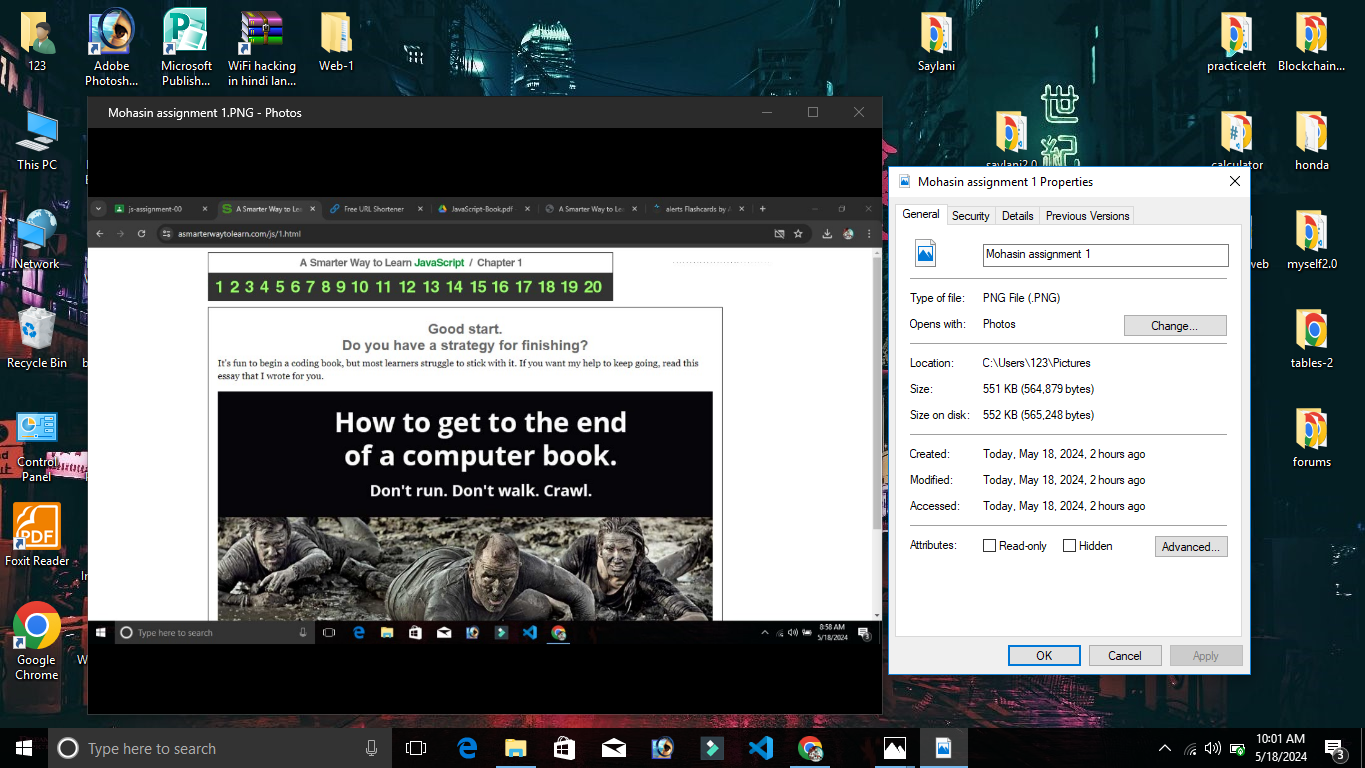 123
Adobe
Photosh...
Microsoft
Publish...
WiFi hacking
in hindi lan...
Web-1
Saylani
practiceleft
Blockchain...
This PC
saylani2.0
世
紀
calculator
honda
Network
web
myself2.0
Recycle Bin
tables-2
Control
Panel
forums
Foxit Reader
Google
Chrome
Mohasin assignment 1.PNG - Photos
js-assignment-00
A Smarter Way to Lea
Free URL Shortener
JavaScript-Book.pdf
A Smarter Way to Lea
alerts Flashcards by A
asmarterwaytolearn.com/js/1.html
A Smarter Way to Learn JavaScript / Chapter 1
1 2 3 4 5 6 7 8 9 10 11 12 13 14 15 16 17 18 19 20
Good start.
Do you have a strategy for finishing?
It's fun to begin a coding book, but most learners struggle to stick with it. If you want my help to keep going, read this
essay that I wrote for you.
How to get to the end
of a computer book.
Don't run. Don't walk. Crawl.
Type here to search
8:58 AM
5/18/2024
3
Mohasin assignment 1 Properties
General
Security
Details
Previous Versions
Mohasin assignment 1
Type of file: PNG File (.PNG)
Opens with: Photos
Change...
Location: C:\Users\123\Pictures
Size: 551 KB (564,879 bytes)
Size on disk: 552 KB (565,248 bytes)
Created: Today, May 18, 2024, 2 hours ago
Modified: Today, May 18, 2024, 2 hours ago
Accessed: Today, May 18, 2024, 2 hours ago
Attributes: Read-only Hidden
Advanced...
OK
Cancel
Apply
Type here to search
10:01 AM
5/18/2024
3